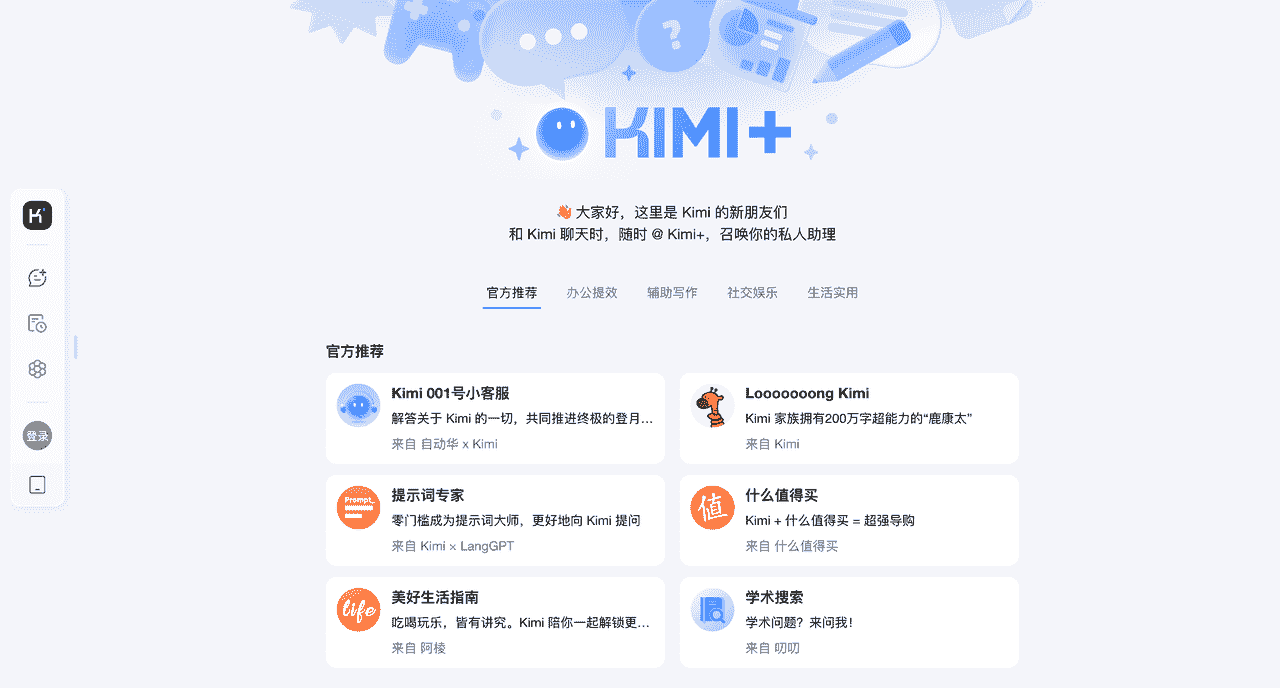 ?
KIMI+
👋 大家好，这里是 Kimi 的新朋友们
和 Kimi 聊天时，随时 @ Kimi+，召唤你的私人助理
官方推荐 办公提效 辅助写作 社交娱乐 生活实用
官方推荐
Kimi 001号小客服
解答关于 Kimi 的一切，共同推进终极的登月…
来自 自动华 x Kimi
Looooooong Kimi
Kimi 家族拥有200万字超能力的“鹿康太”
来自 Kimi
Prompt_
提示词专家
零门槛成为提示词大师，更好地向 Kimi 提问
来自 Kimi × LangGPT
值
什么值得买
Kimi + 什么值得买 = 超强导购
来自 什么值得买
life
美好生活指南
吃喝玩乐，皆有讲究。Kimi 陪你一起解锁更…
来自 阿棱
学术搜索
学术问题？来问我！
来自 叨叨
K
登录